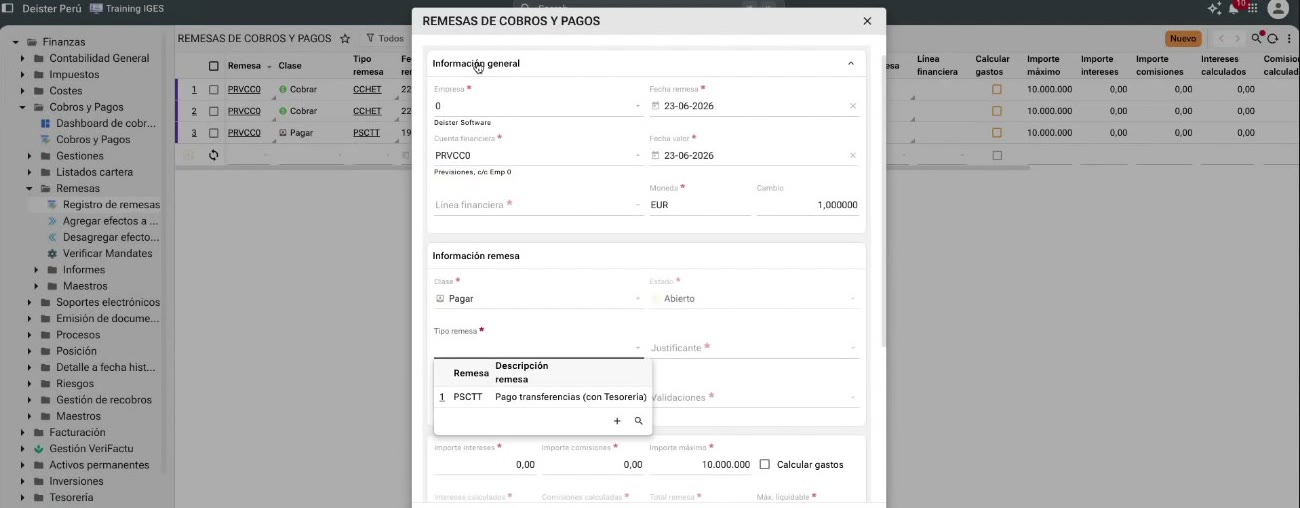 Deister Perú Training IGES
Search
10
Finanzas
Contabilidad General
Impuestos
Costes
Cobros y Pagos
Dashboard de cobr...
Cobros y Pagos
Gestiones
Listados cartera
Remesas
Registro de remesas
Agregar efectos a ...
Desagregar efecto...
Verificar Mandates
Informes
Maestros
Soportes electrónicos
Emisión de docume...
Procesos
Posición
Detalle a fecha hist...
Riesgos
Gestión de recobros
Maestros
Facturación
Gestión VeriFactu
Activos permanentes
Inversiones
Tesorería
REMESAS DE COBROS Y PAGOS Todos
Nuevo
Remesa Clase Tipo remesa
1 PRVCC0 Cobrar CCHET 22
2 PRVCC0 Cobrar CCHET 22
3 PRVCC0 Pagar PSCTT 19
REMESAS DE COBROS Y PAGOS
Información general
Empresa * Fecha remesa *
0 23-06-2026
Deister Software
Cuenta financiera * Fecha valor *
PRVCC0 23-06-2026
Previsiones, c/c Emp 0
Moneda * Cambio
Línea financiera * EUR 1,000000
Información remesa
Clase * Estado *
Pagar Abierto
Tipo remesa *
Justificante *
Remesa Descripción remesa
1 PSCTT Pago transferencias (con Tesoreria)
Validaciones *
Importe intereses * Importe comisiones * Importe máximo *
0,00 0,00 10.000.000 Calcular gastos
Intereses calculados * Comisiones calculadas * Total remesa * Máx. liquidable *
Línea financiera Calcular gastos Importe máximo Importe intereses Importe comisiones Intereses calculados Comision calculad
10.000.000 0,00 0,00 0,00
10.000.000 0,00 0,00 0,00
10.000.000 0,00 0,00 0,00